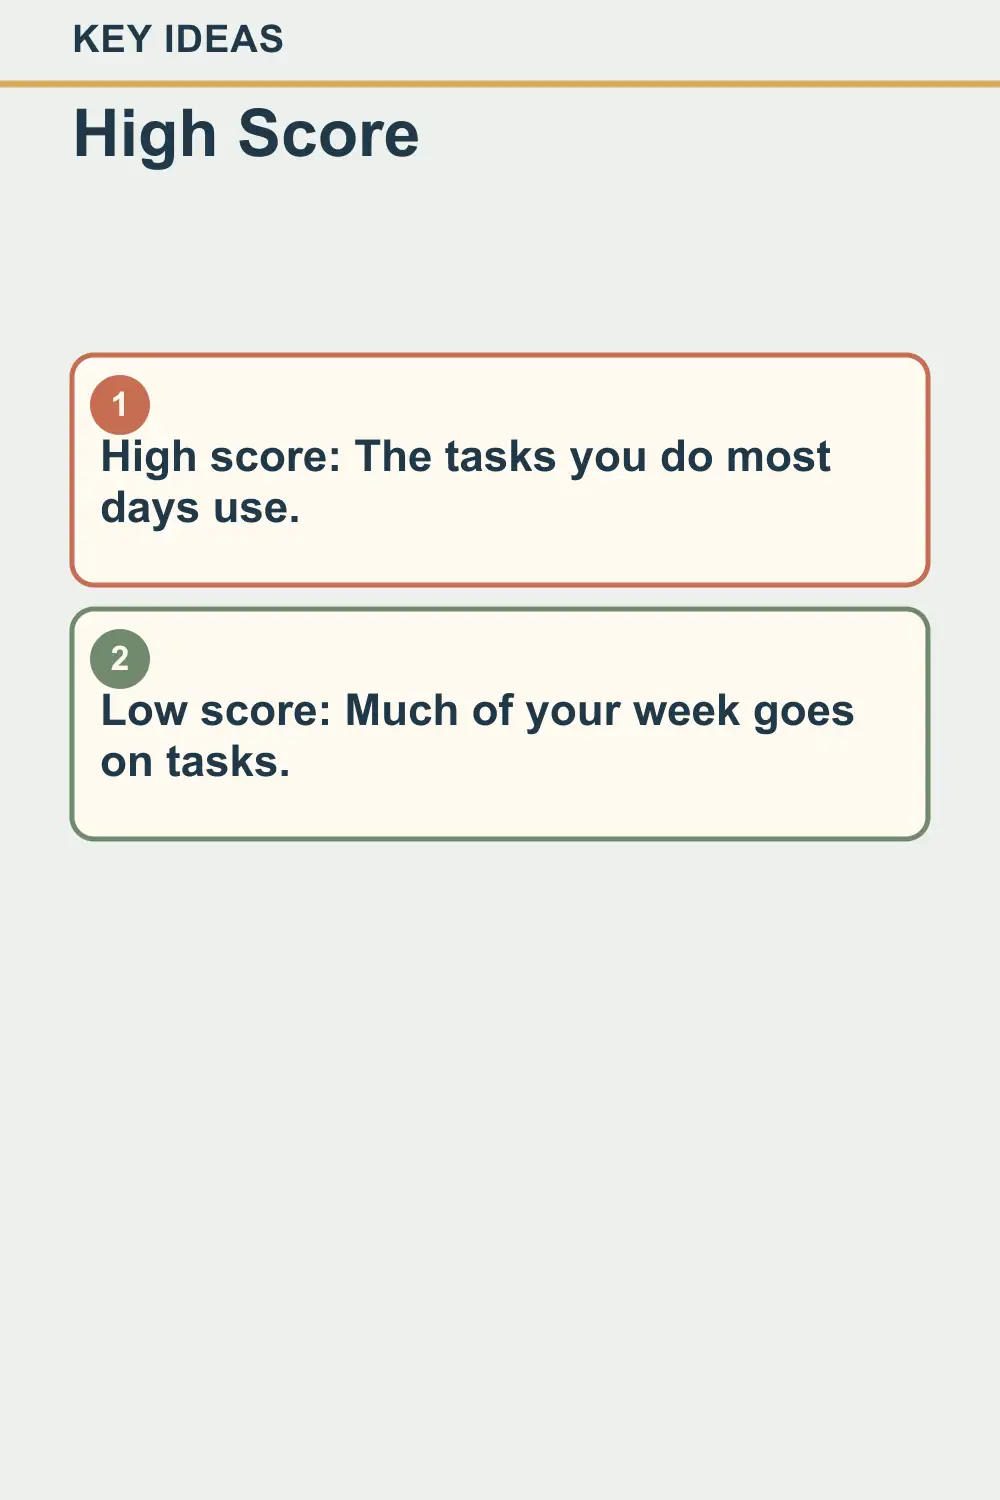 KEY IDEAS
High Score
1
High score: The tasks you do most
days use.
2
Low score: Much of your week goes
on tasks.